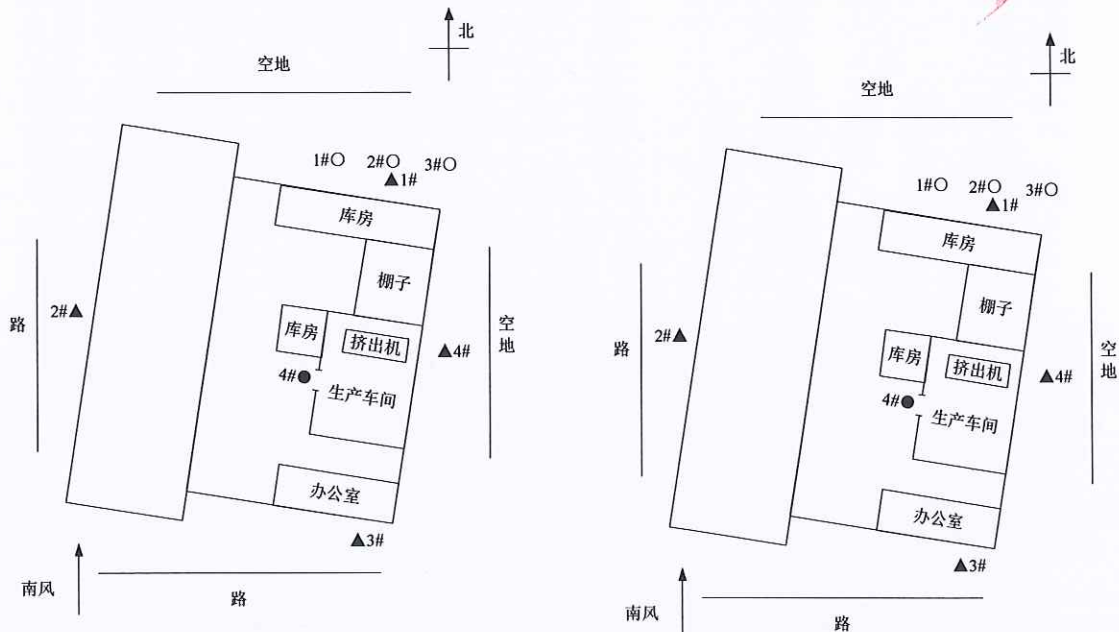 北
空地
1#○ 2#○ 3#○
▲1#
库房
棚子
路
2#▲
库房
挤出机
▲4#
空地
4#●
生产车间
办公室
▲3#
南风
路
北
空地
1#○ 2#○ 3#○
▲1#
库房
棚子
路
2#▲
库房
挤出机
▲4#
空地
4#●
生产车间
办公室
▲3#
南风
路